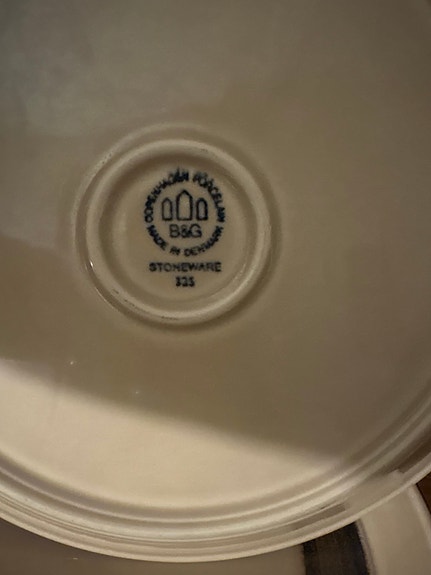 COPENHAGEN PORCELAIN
B&G
MADE IN DENMARK
STONEWARE
325